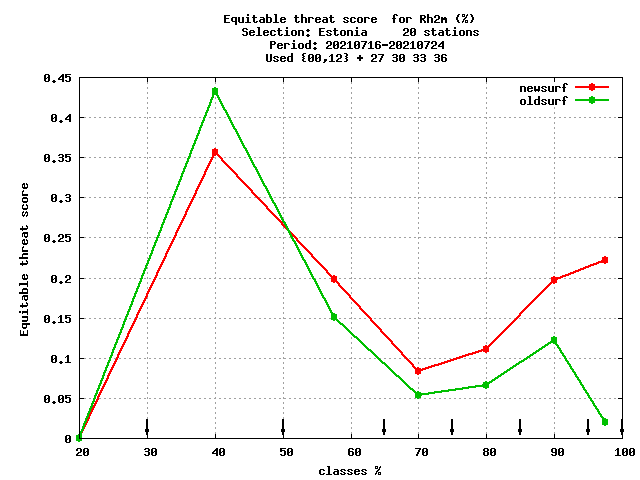 Equitable threat score  for Rh2m (%)
Selection: Estonia     20 stations
Period: 20210716-20210724
Used {00,12} + 27 30 33 36
newsurf
oldsurf
Equitable threat score
0.45
0.4
0.35
0.3
0.25
0.2
0.15
0.1
0.05
0
20 30 40 50 60 70 80 90 100
classes %